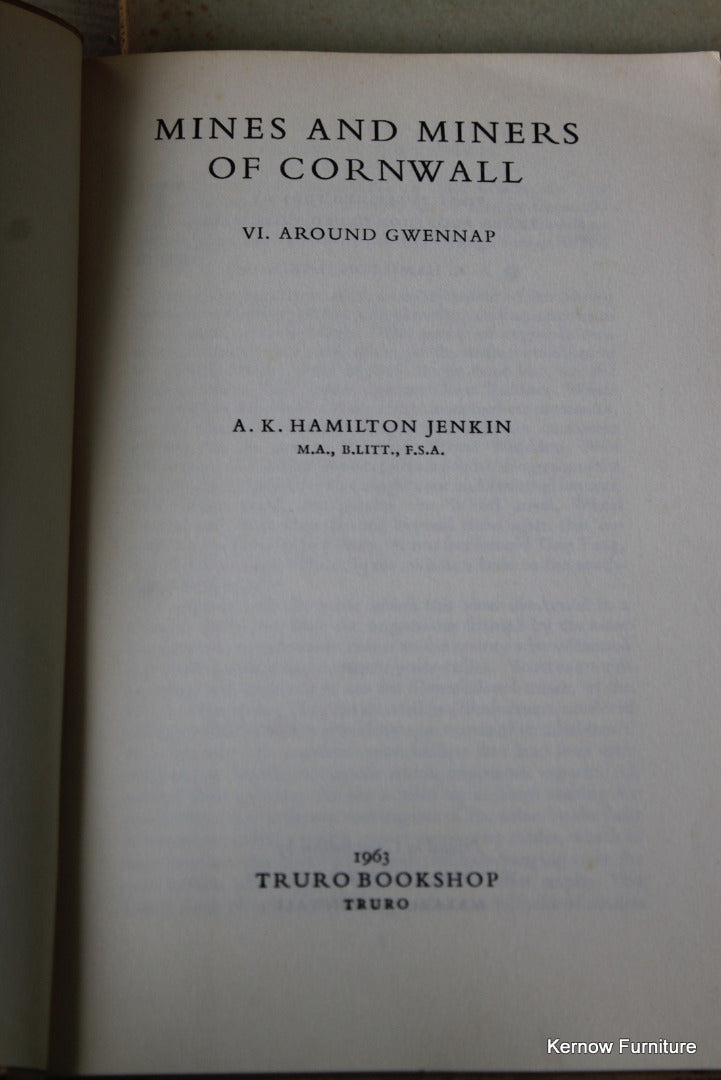 MINES AND MINERS
OF CORNWALL
VI. AROUND GWENNAP
A. K. HAMILTON JENKIN
M.A., B.LITT., F.S.A.
1963
TRURO BOOKSHOP
TRURO
Kernow Furniture